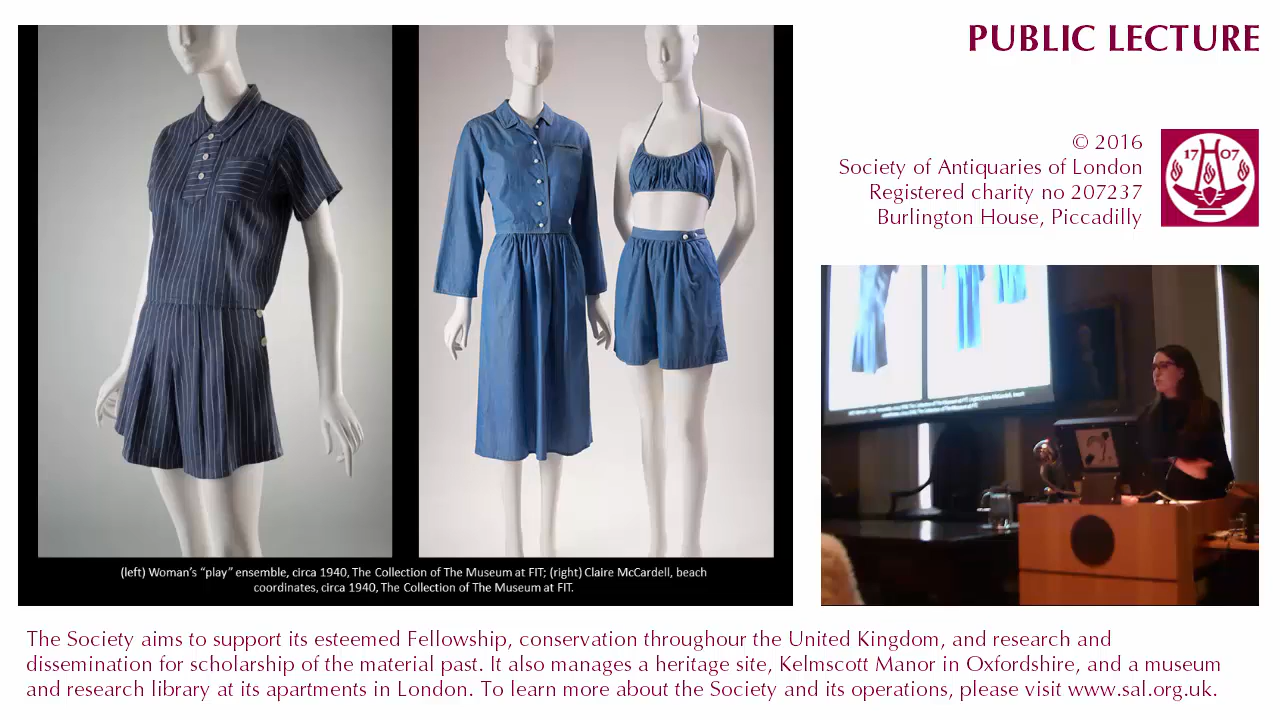 PUBLIC LECTURE
© 2016
Society of Antiquaries of London
Registered charity no 207237
Burlington House, Piccadilly
17 07
(left) Woman's "play" ensemble, circa 1940, The Collection of The Museum at FIT; (right) Claire McCardell, beach
coordinates, circa 1940, The Collection of The Museum at FIT.
The Society aims to support its esteemed Fellowship, conservation throughour the United Kingdom, and research and
dissemination for scholarship of the material past. It also manages a heritage site, Kelmscott Manor in Oxfordshire, and a museum
and research library at its apartments in London. To learn more about the Society and its operations, please visit www.sal.org.uk.